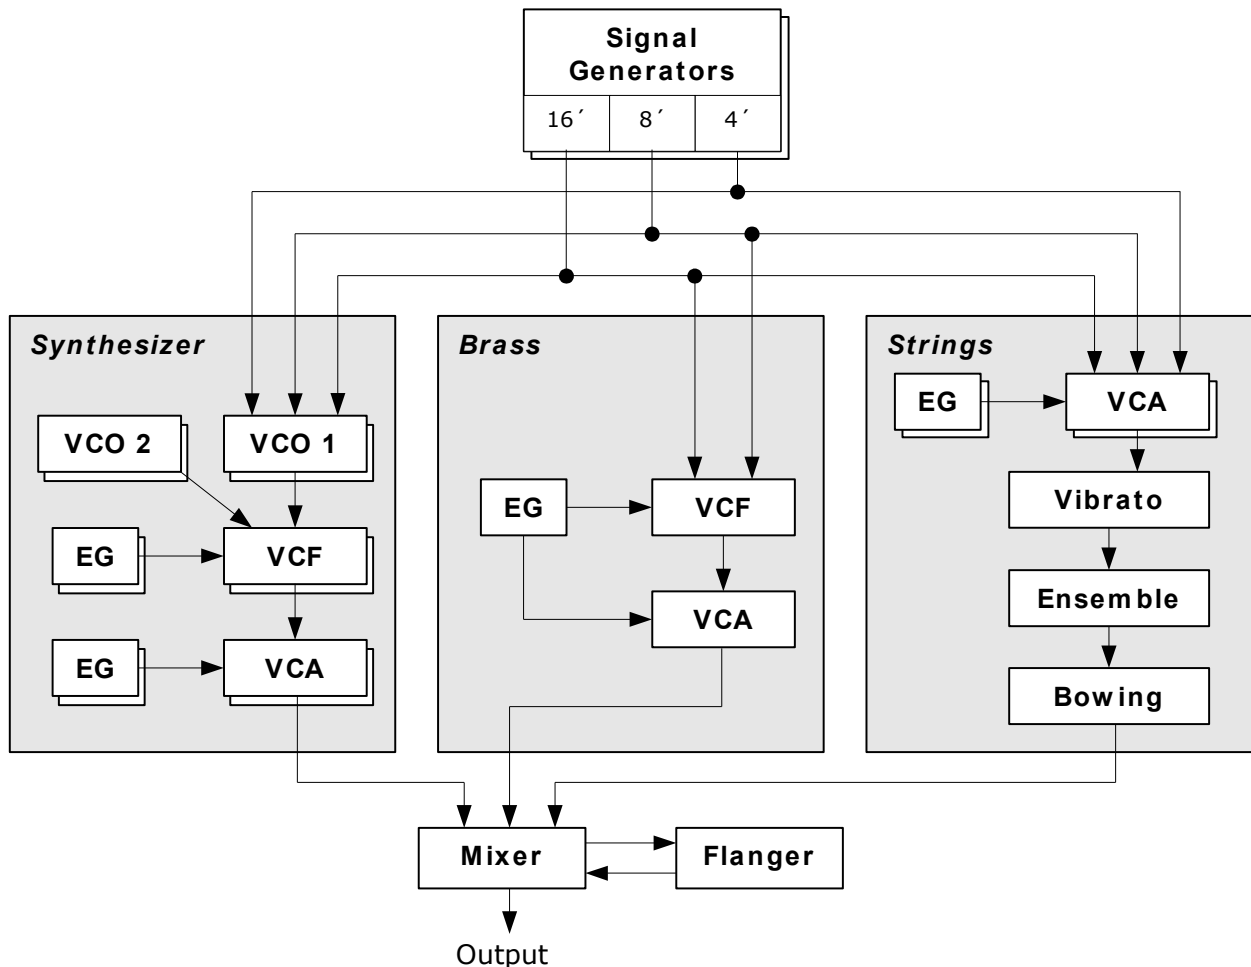 Signal
Generators
16´
8´
4´
Synthesizer
VCO 2
VCO 1
EG
VCF
EG
VCA
Brass
EG
VCF
VCA
Strings
EG
VCA
Vibrato
Ensemble
Bowing
Mixer
Flanger
Output